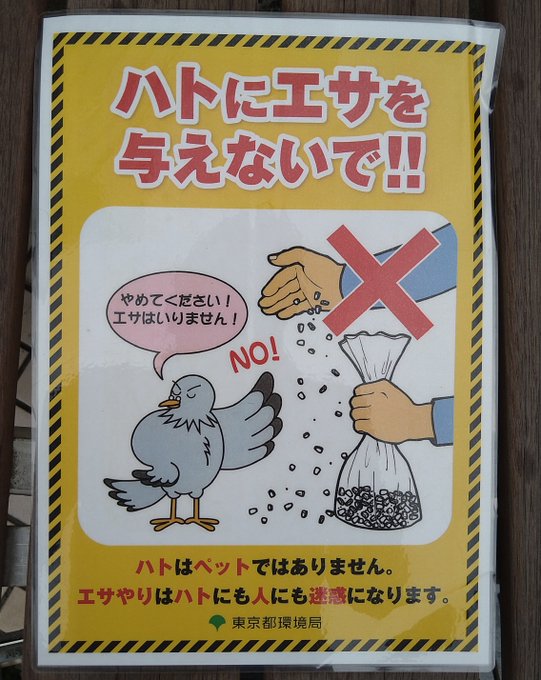 ハトにエサを
与えないで!!
やめてください！
エサはいりません！
NO!
ハトはペットではありません。
エサやりはハトにも人にも迷惑になります。
東京都環境局